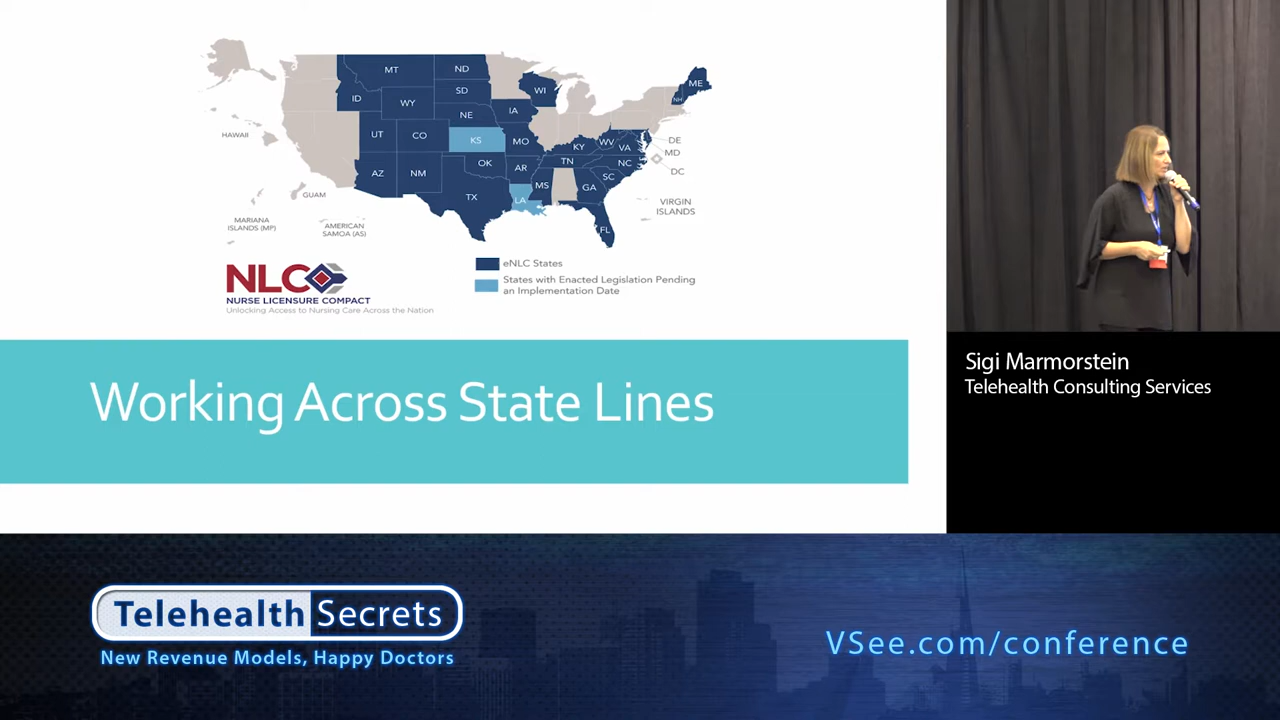 MT
ND
ME
ID
SD
WI
NH
WY
NE
IA
HAWAII
UT
CO
KS
MO
KY
WV
VA
DE
MD
DC
AZ
NM
OK
AR
TN
NC
SC
GUAM
TX
LA
MS
GA
FL
VIRGIN
ISLANDS
MARIANA
ISLANDS (MP)
AMERICAN
SAMOA (AS)
NLC
NURSE LICENSURE COMPACT
Unlocking Access to Nursing Care Across the Nation
eNLC States
States with Enacted Legislation Pending
an Implementation Date
Working Across State Lines
Sigi Marmorstein
Telehealth Consulting Services
Telehealth Secrets
New Revenue Models, Happy Doctors
VSee.com/conference